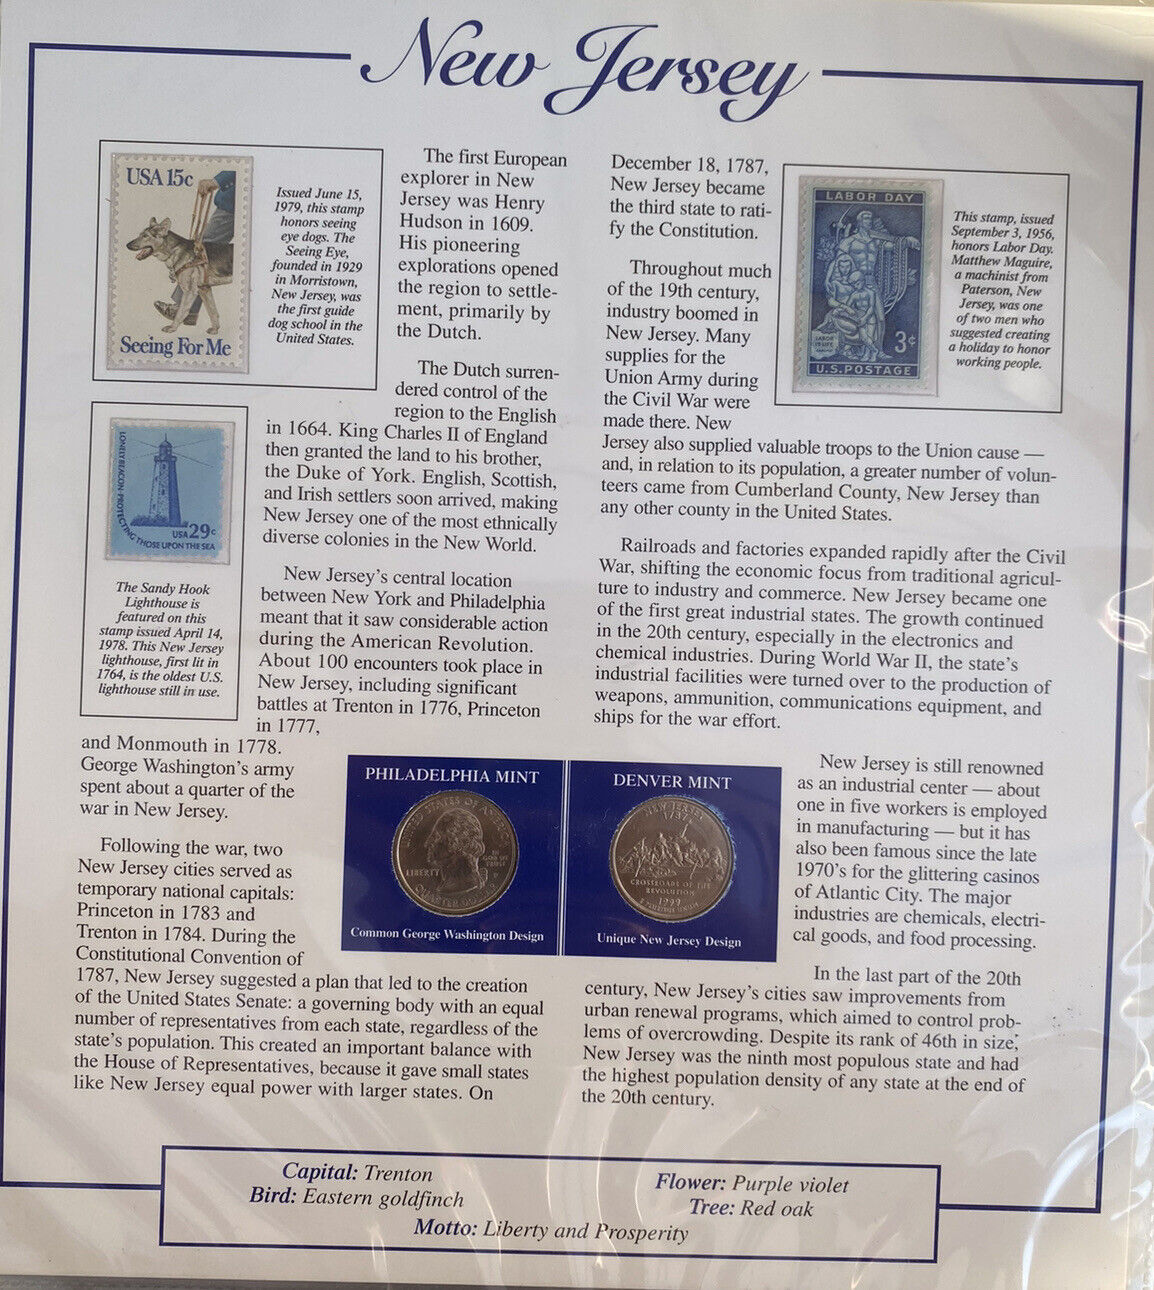 New Jersey
USA 15c
Seeing For Me
Issued June 15,
1979, this stamp
honors seeing
eye dogs. The
Seeing Eye,
founded in 1929
in Morristown,
New Jersey, was
the first guide
dog school in the
United States.
LONELY BEACON·PROTECTING THOSE UPON THE SEA
USA 29c
The Sandy Hook
Lighthouse is
featured on this
stamp issued April 14,
1978. This New Jersey
lighthouse, first lit in
1764, is the oldest U.S.
lighthouse still in use.
The first European
explorer in New
Jersey was Henry
Hudson in 1609.
His pioneering
explorations opened
the region to settle-
ment, primarily by
the Dutch.
The Dutch surren-
dered control of the
region to the English
in 1664. King Charles II of England
then granted the land to his brother,
the Duke of York. English, Scottish,
and Irish settlers soon arrived, making
New Jersey one of the most ethnically
diverse colonies in the New World.
New Jersey's central location
between New York and Philadelphia
meant that it saw considerable action
during the American Revolution.
About 100 encounters took place in
New Jersey, including significant
battles at Trenton in 1776, Princeton
in 1777,
and Monmouth in 1778.
George Washington's army
spent about a quarter of the
war in New Jersey.
Following the war, two
New Jersey cities served as
temporary national capitals:
Princeton in 1783 and
Trenton in 1784. During the
Constitutional Convention of
1787, New Jersey suggested a plan that led to the creation
of the United States Senate: a governing body with an equal
number of representatives from each state, regardless of the
state's population. This created an important balance with
the House of Representatives, because it gave small states
like New Jersey equal power with larger states. On
December 18, 1787,
New Jersey became
the third state to rati-
fy the Constitution.
Throughout much
of the 19th century,
industry boomed in
New Jersey. Many
supplies for the
Union Army during
the Civil War were
made there. New
Jersey also supplied valuable troops to the Union cause —
and, in relation to its population, a greater number of volun-
teers came from Cumberland County, New Jersey than
any other county in the United States.
LABOR DAY
LABOR
IS LIFE
3¢
U.S. POSTAGE
This stamp, issued
September 3, 1956,
honors Labor Day.
Matthew Maguire,
a machinist from
Paterson, New
Jersey, was one
of two men who
suggested creating
a holiday to honor
working people.
Railroads and factories expanded rapidly after the Civil
War, shifting the economic focus from traditional agricul-
ture to industry and commerce. New Jersey became one
of the first great industrial states. The growth continued
in the 20th century, especially in the electronics and
chemical industries. During World War II, the state's
industrial facilities were turned over to the production of
weapons, ammunition, communications equipment, and
ships for the war effort.
New Jersey is still renowned
as an industrial center — about
one in five workers is employed
in manufacturing — but it has
also been famous since the late
1970's for the glittering casinos
of Atlantic City. The major
industries are chemicals, electri-
cal goods, and food processing.
In the last part of the 20th
century, New Jersey's cities saw improvements from
urban renewal programs, which aimed to control prob-
lems of overcrowding. Despite its rank of 46th in size,
New Jersey was the ninth most populous state and had
the highest population density of any state at the end of
the 20th century.
PHILADELPHIA MINT
UNITED STATES OF AMERICA
LIBERTY
IN
GOD WE
TRUST
P
QUARTER DOLLAR
Common George Washington Design
DENVER MINT
NEW JERSEY
1787
CROSSROADS OF THE
REVOLUTION
1999
E PLURIBUS UNUM
Unique New Jersey Design
Capital: Trenton
Bird: Eastern goldfinch
Flower: Purple violet
Tree: Red oak
Motto: Liberty and Prosperity